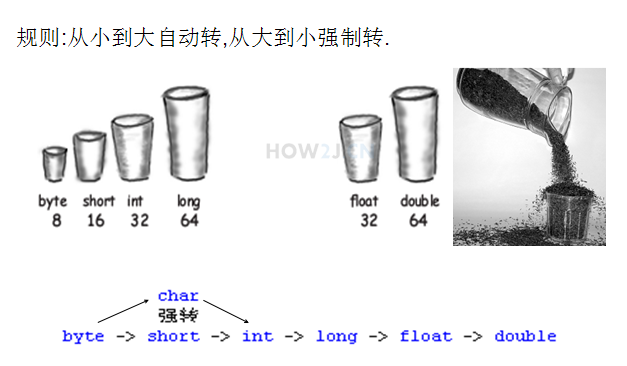 规则:从小到大自动转,从大到小强制转.
HOW2J.CN
byte short int long float double
8 16 32 64 32 64
char
强转
byte -> short -> int -> long -> float -> double